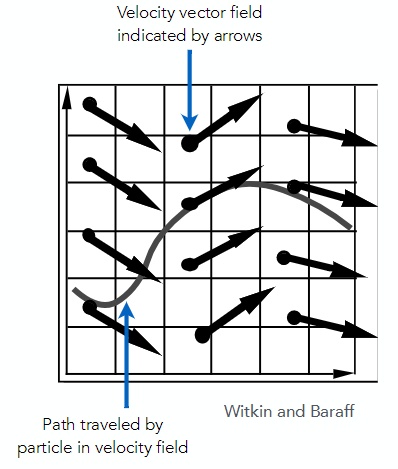 Velocity vector field
indicated by arrows
Witkin and Baraff
Path traveled by
particle in velocity field